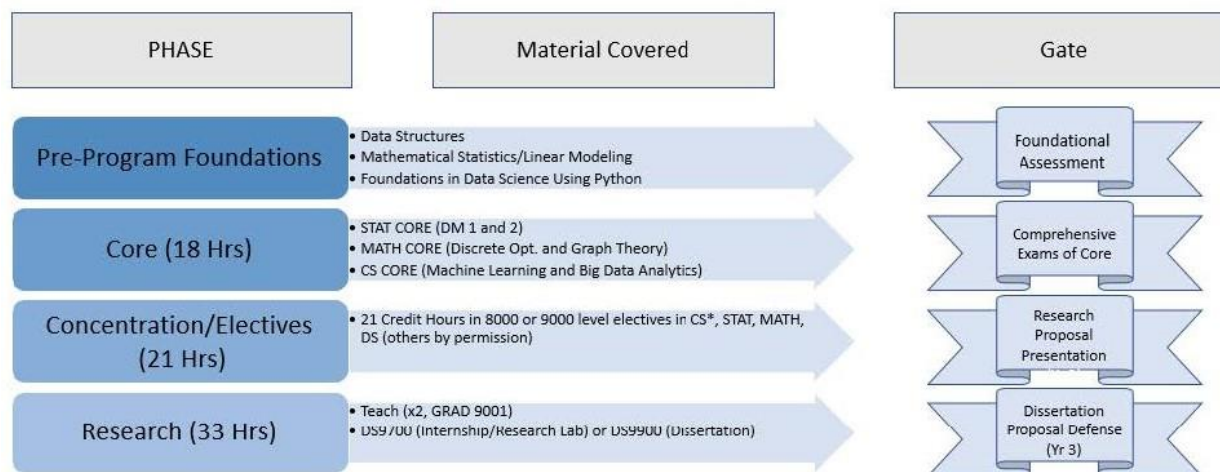 PHASE
Material Covered
Gate
Pre-Program Foundations
• Data Structures
• Mathematical Statistics/Linear Modeling
• Foundations in Data Science Using Python
Foundational
Assessment
Core (18 Hrs)
• STAT CORE (DM 1 and 2)
• MATH CORE (Discrete Opt. and Graph Theory)
• CS CORE (Machine Learning and Big Data Analytics)
Comprehensive
Exams of Core
Concentration/Electives
(21 Hrs)
• 21 Credit Hours in 8000 or 9000 level electives in CS*, STAT, MATH,
DS (others by permission)
Research
Proposal
Presentation
Research (33 Hrs)
• Teach (x2, GRAD 9001)
• DS9700 (Internship/Research Lab) or DS9900 (Dissertation)
Dissertation
Proposal Defense
(Yr 3)